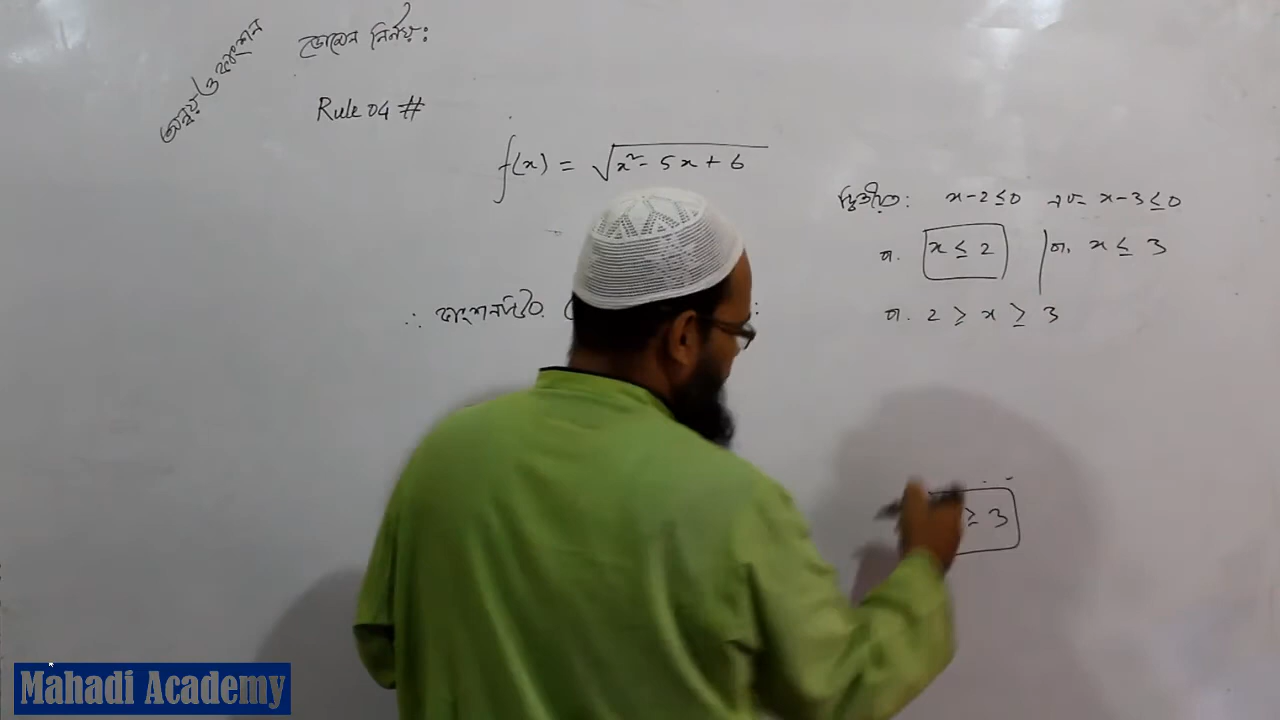 অন্বয় ও ফাংশন
ডোমেন নির্নয়:
Rule 04 #
f(x) = √x² - 5x + 6
∴ ফাংশনটির
দ্বিতীয়ত: x-2≤0 এবং x-3≤0
বা. x ≤ 2 | বা, x ≤ 3
বা. 2 ≥ x ≥ 3
≥ 3
Mahadi Academy